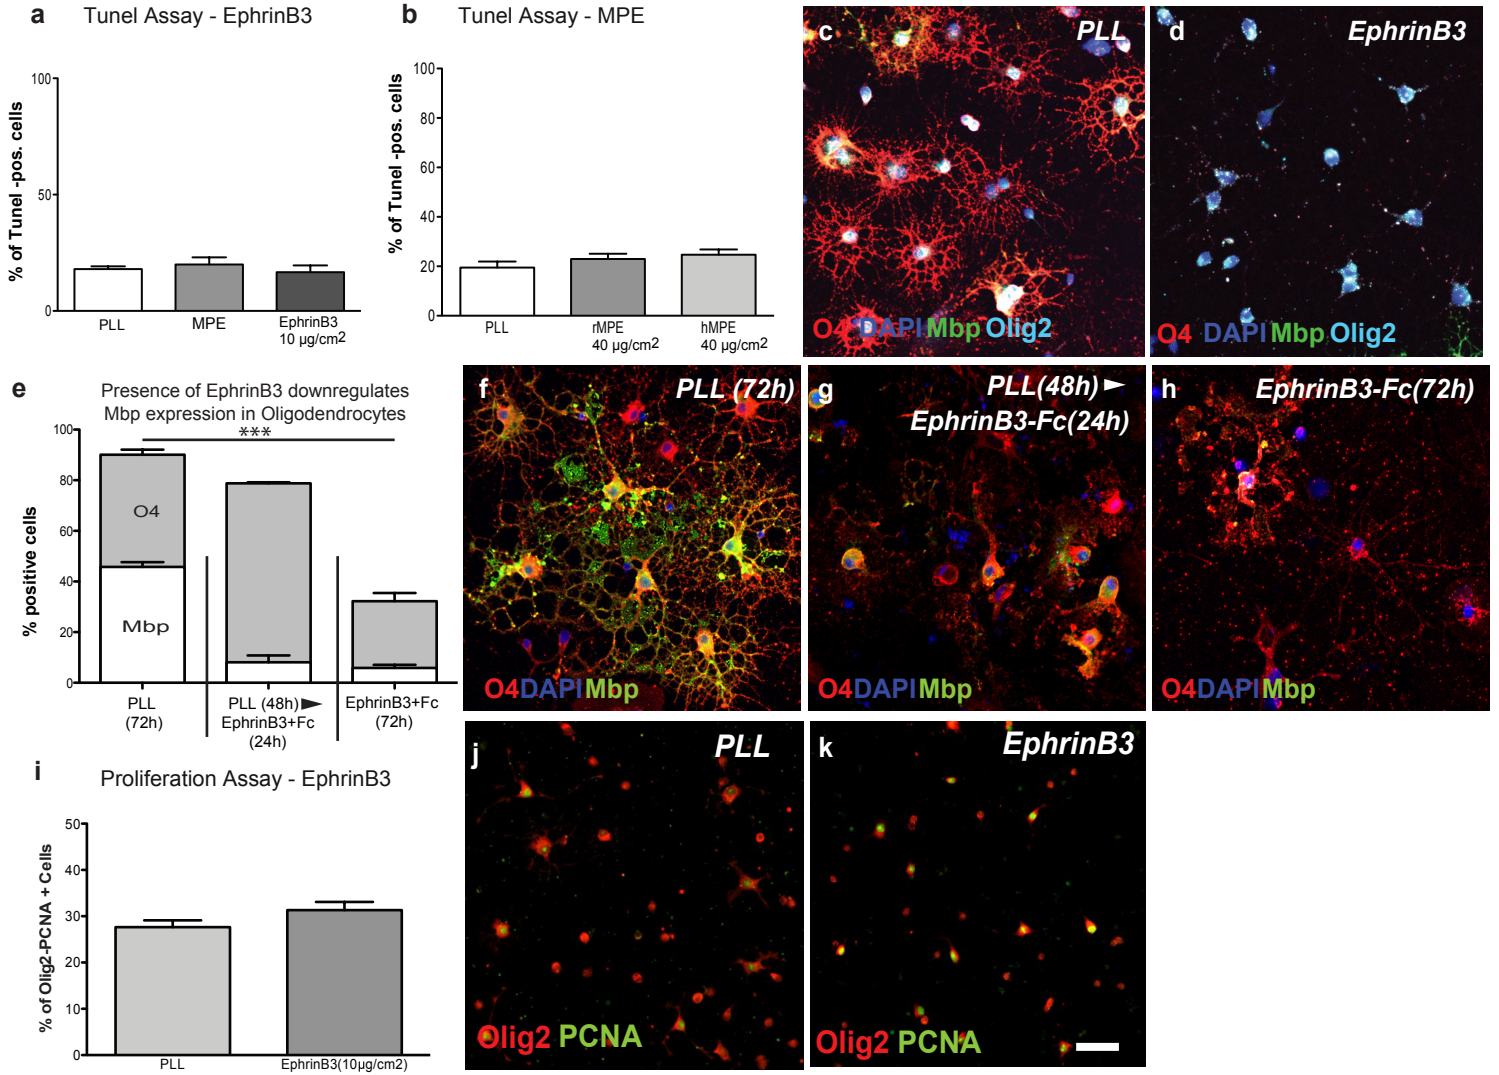 a
Tunel Assay - EphrinB3
% of Tunel -pos. cells
100
50
0
PLL
MPE
EphrinB3
10 µg/cm2
b
Tunel Assay - MPE
% of Tunel -pos. cells
100
80
60
40
20
0
PLL
rMPE
40 µg/cm2
hMPE
40 µg/cm2
c
PLL
O4 DAPI Mbp Olig2
d
EphrinB3
O4 DAPI Mbp Olig2
e
Presence of EphrinB3 downregulates
Mbp expression in Oligodendrocytes
***
% positive cells
100
80
60
40
20
0
O4
Mbp
PLL
(72h)
PLL (48h)►
EphrinB3+Fc
(24h)
EphrinB3+Fc
(72h)
f
PLL (72h)
O4DAPIMbp
g
PLL(48h)►
EphrinB3-Fc(24h)
O4DAPIMbp
h
EphrinB3-Fc(72h)
O4DAPIMbp
i
Proliferation Assay - EphrinB3
% of Olig2-PCNA + Cells
50
40
30
20
10
0
PLL
EphrinB3(10µg/cm2)
j
PLL
Olig2 PCNA
k
EphrinB3
Olig2 PCNA